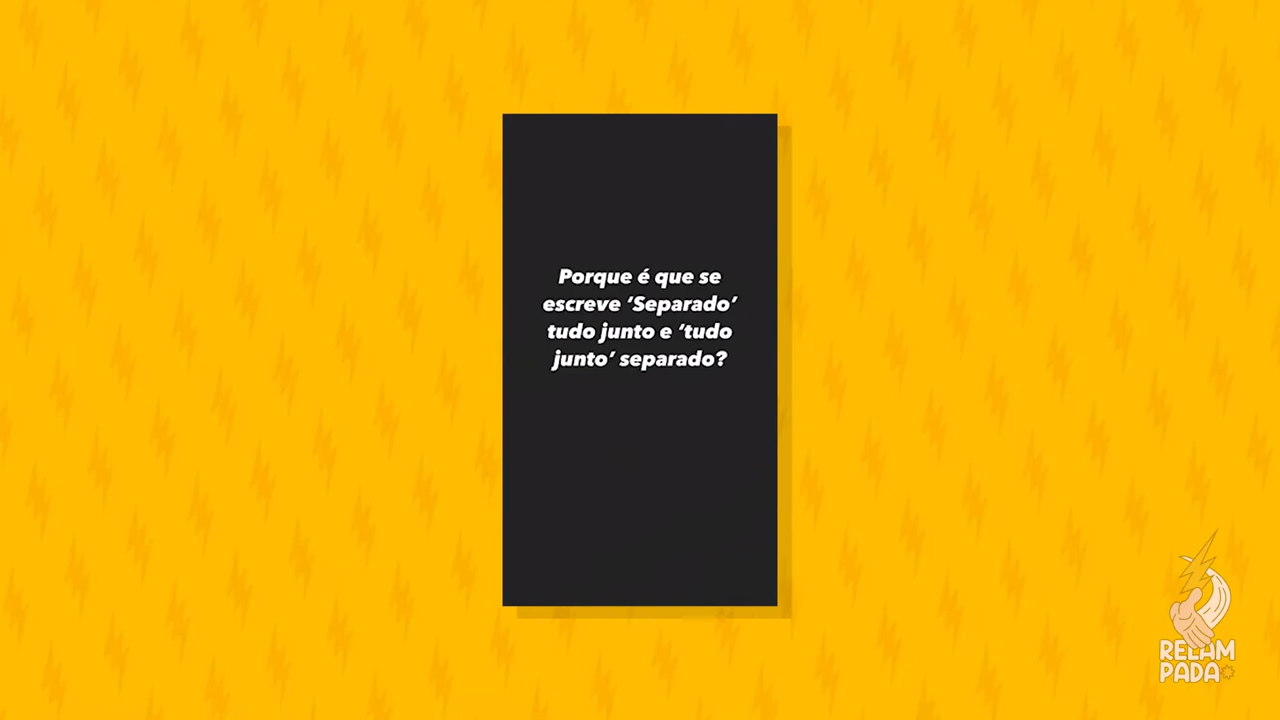 Porque é que se
escreve ‘Separado’
tudo junto e ‘tudo
junto’ separado?
RELAM
PADA